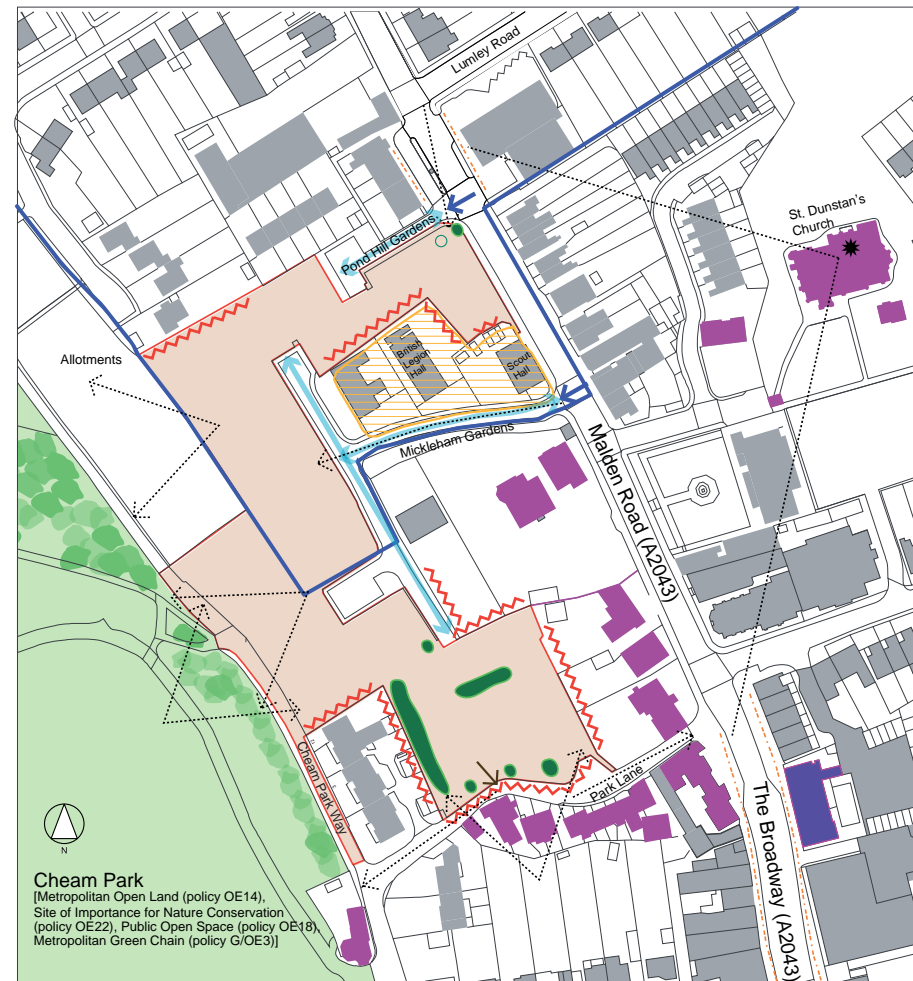 Lumley Road
St. Dunstan's
Church
Pond Hill Gardens
Allotments
British
Legion
Hall
Scout
Hall
Mickleham Gardens
Malden Road (A2043)
Cheam Park Way
Park Lane
The Broadway (A2043)
N
Cheam Park
[Metropolitan Open Land (policy OE14),
Site of Importance for Nature Conservation
(policy OE22), Public Open Space (policy OE18),
Metropolitan Green Chain (policy G/OE3)]